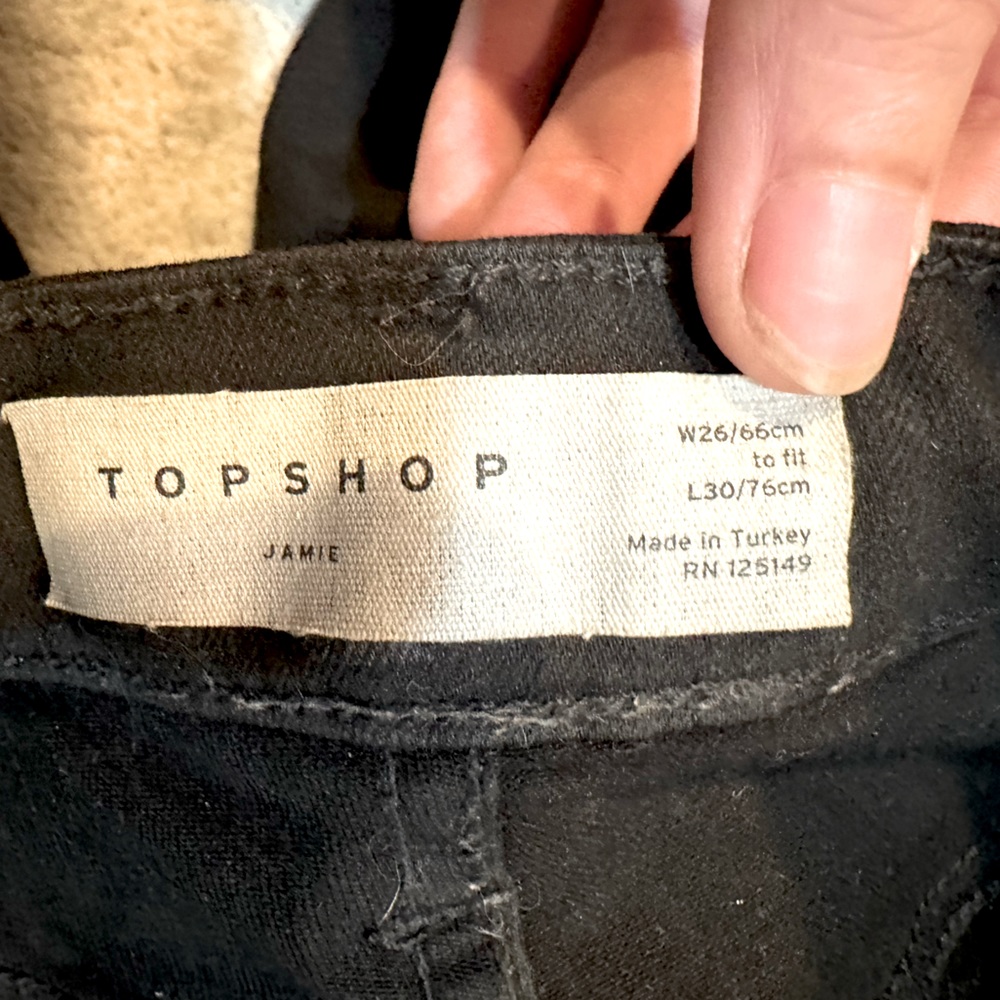 TOPSHOP
JAMIE
W26/66cm
to fit
L30/76cm
Made in Turkey
RN 125149